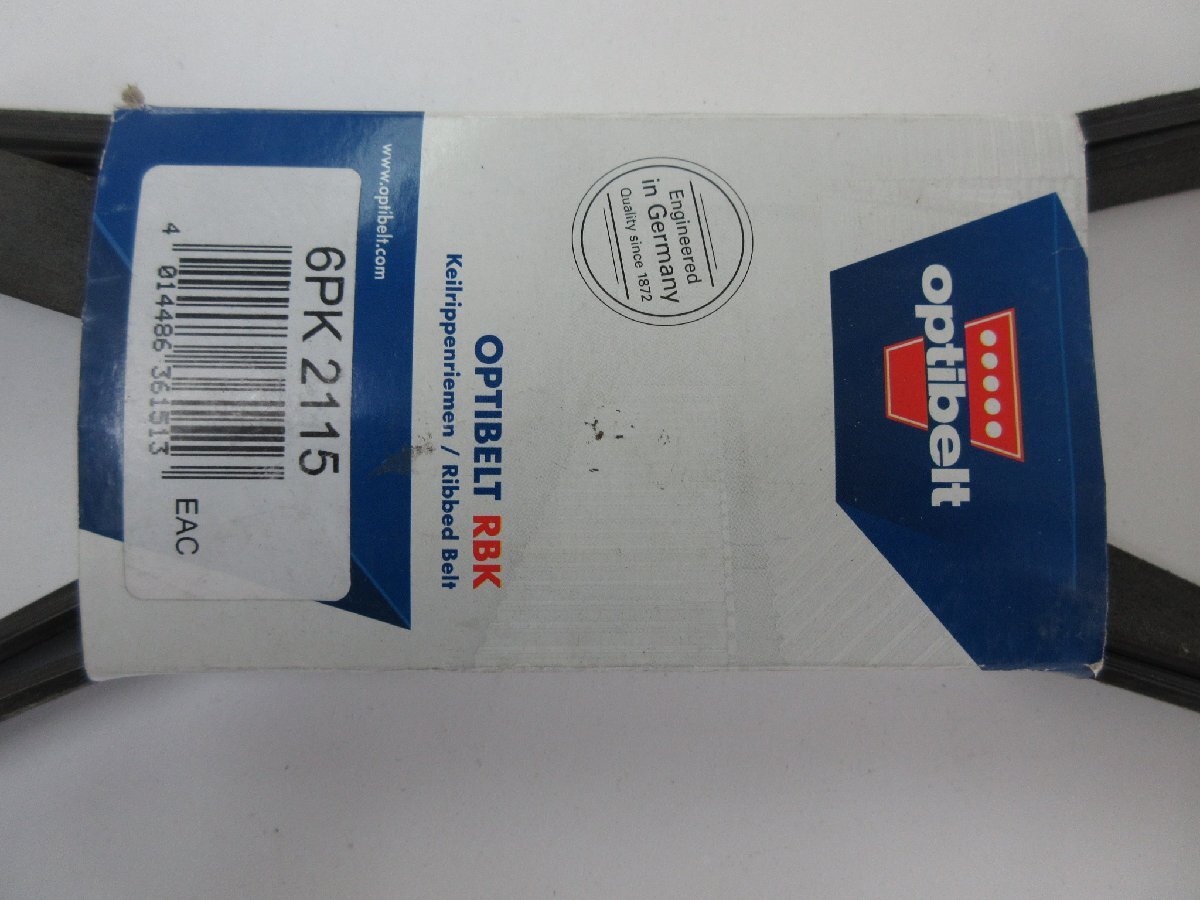 optibelt
Engineered
in Germany
Quality since 1872
OPTIBELT RBK
Keilrippenriemen / Ribbed Belt
www.optibelt.com
6PK 2115
4 014486 361513
EAC